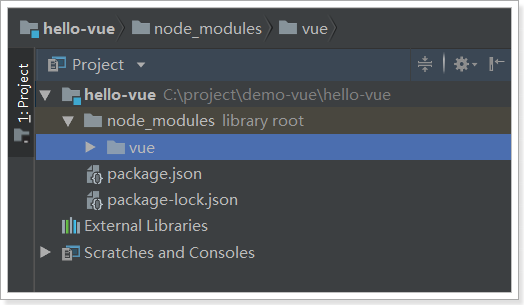 hello-vue node_modules vue
1: Project
Project
hello-vue C:\project\demo-vue\hello-vue
node_modules library root
vue
package.json
package-lock.json
External Libraries
Scratches and Consoles